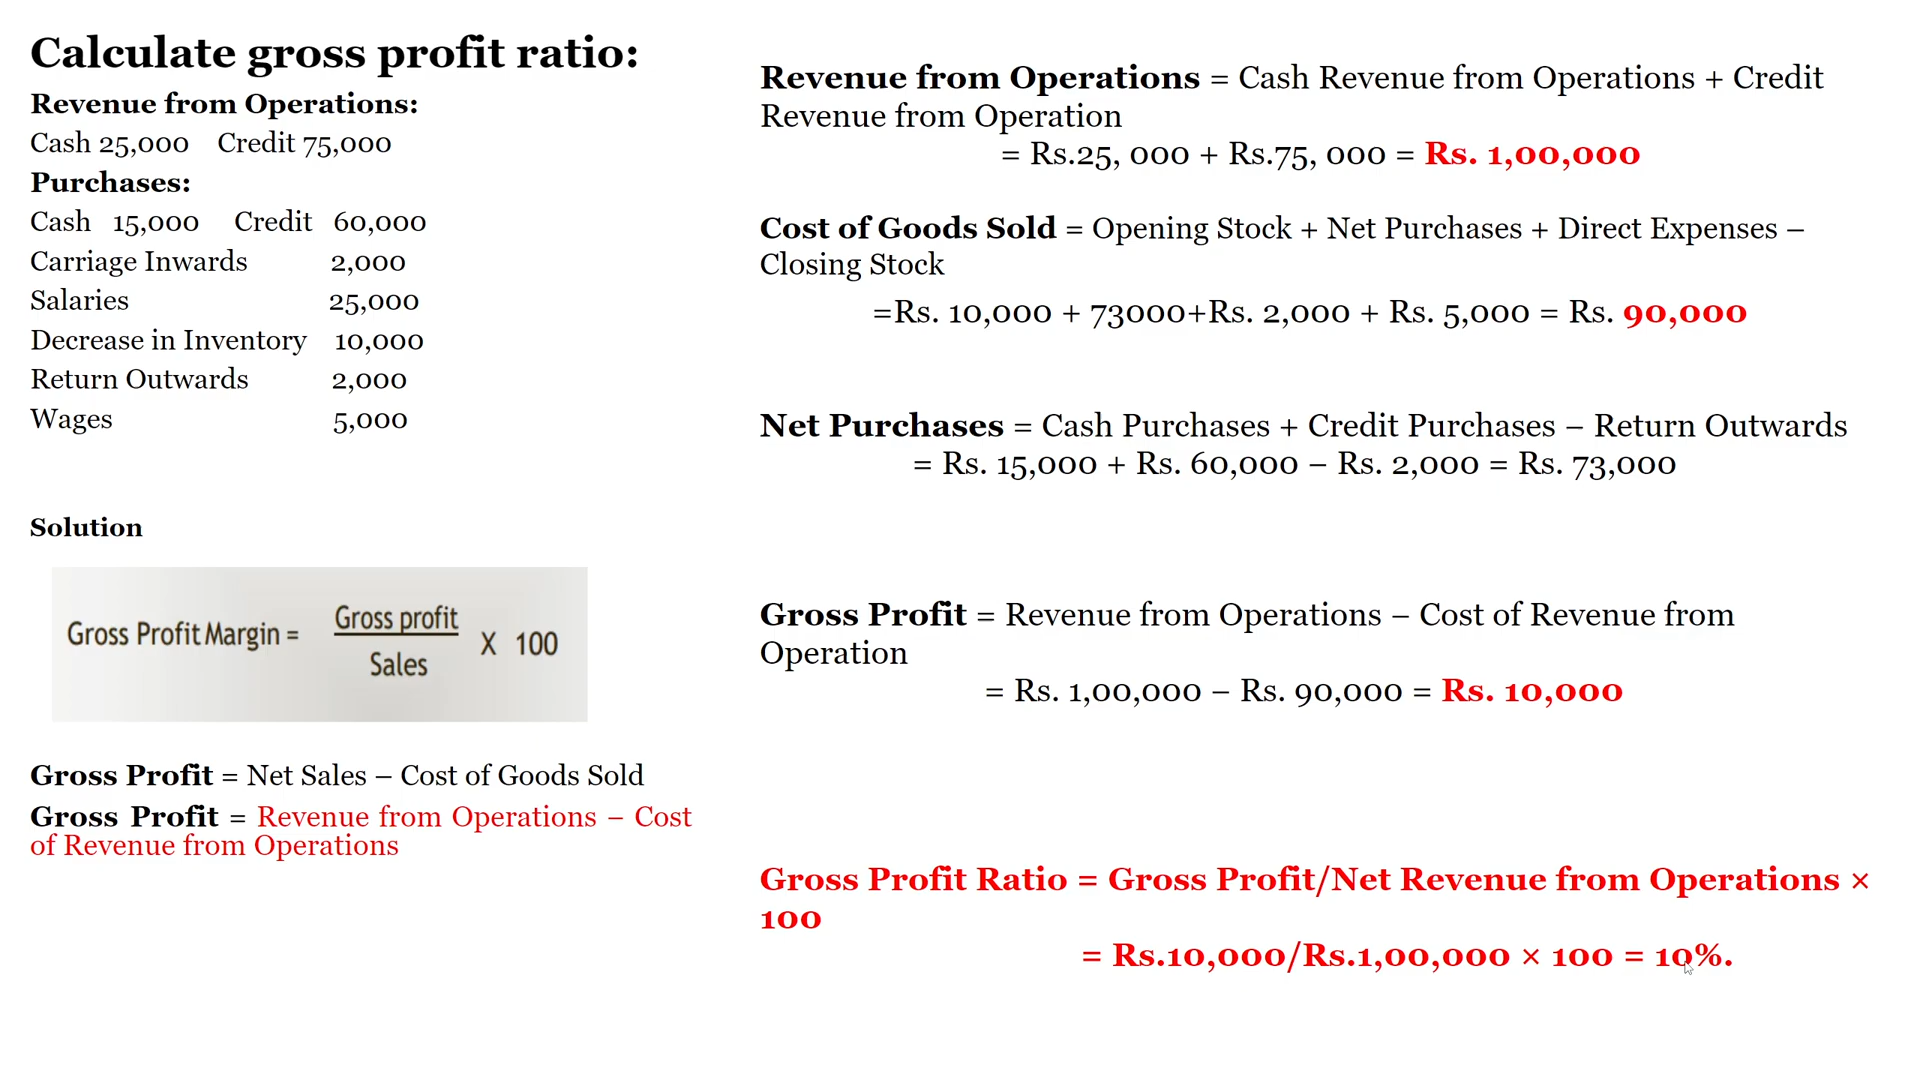 Calculate gross profit ratio:
Revenue from Operations:
Cash 25,000 Credit 75,000
Purchases:
Cash 15,000 Credit 60,000
Carriage Inwards 2,000
Salaries 25,000
Decrease in Inventory 10,000
Return Outwards 2,000
Wages 5,000
Solution
Gross Profit Margin = Gross profit / Sales X 100
Gross Profit = Net Sales – Cost of Goods Sold
Gross Profit = Revenue from Operations – Cost
of Revenue from Operations
Revenue from Operations = Cash Revenue from Operations + Credit
Revenue from Operation
= Rs.25, 000 + Rs.75, 000 = Rs. 1,00,000
Cost of Goods Sold = Opening Stock + Net Purchases + Direct Expenses –
Closing Stock
=Rs. 10,000 + 73000+Rs. 2,000 + Rs. 5,000 = Rs. 90,000
Net Purchases = Cash Purchases + Credit Purchases – Return Outwards
= Rs. 15,000 + Rs. 60,000 – Rs. 2,000 = Rs. 73,000
Gross Profit = Revenue from Operations – Cost of Revenue from
Operation
= Rs. 1,00,000 – Rs. 90,000 = Rs. 10,000
Gross Profit Ratio = Gross Profit/Net Revenue from Operations ×
100
= Rs.10,000/Rs.1,00,000 × 100 = 10%.